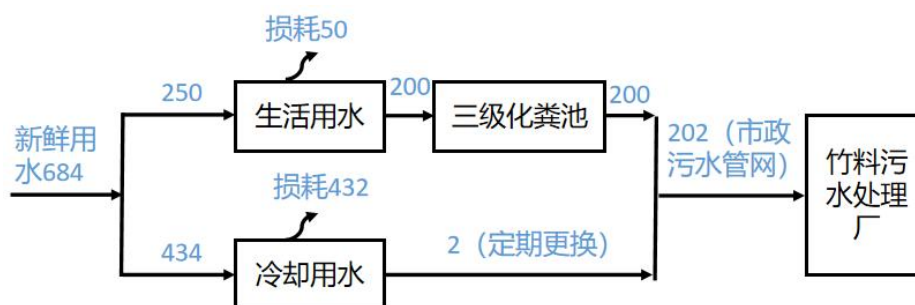 损耗50
250
生活用水
200
三级化粪池
200
新鲜用
水684
202（市政
污水管网）
竹料污
水处理
厂
损耗432
434
冷却用水
2（定期更换）